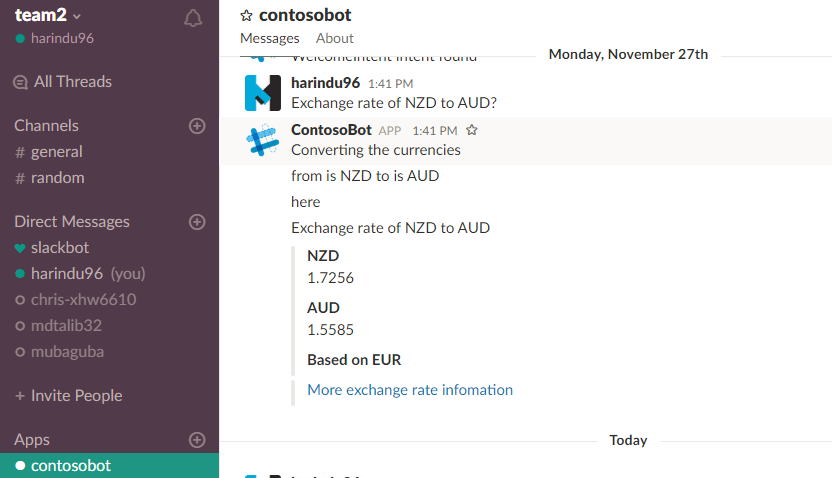 team2
harindu96
All Threads
Channels
# general
# random
Direct Messages
slackbot
harindu96 (you)
chris-xhw6610
mdtalib32
mubaguba
+ Invite People
Apps
contosobot
contosobot
Messages About
WelcomeIntent intent found
Monday, November 27th
harindu96 1:41 PM
Exchange rate of NZD to AUD?
ContosoBot APP 1:41 PM
Converting the currencies
from is NZD to is AUD
here
Exchange rate of NZD to AUD
NZD
1.7256
AUD
1.5585
Based on EUR
More exchange rate infomation
Today